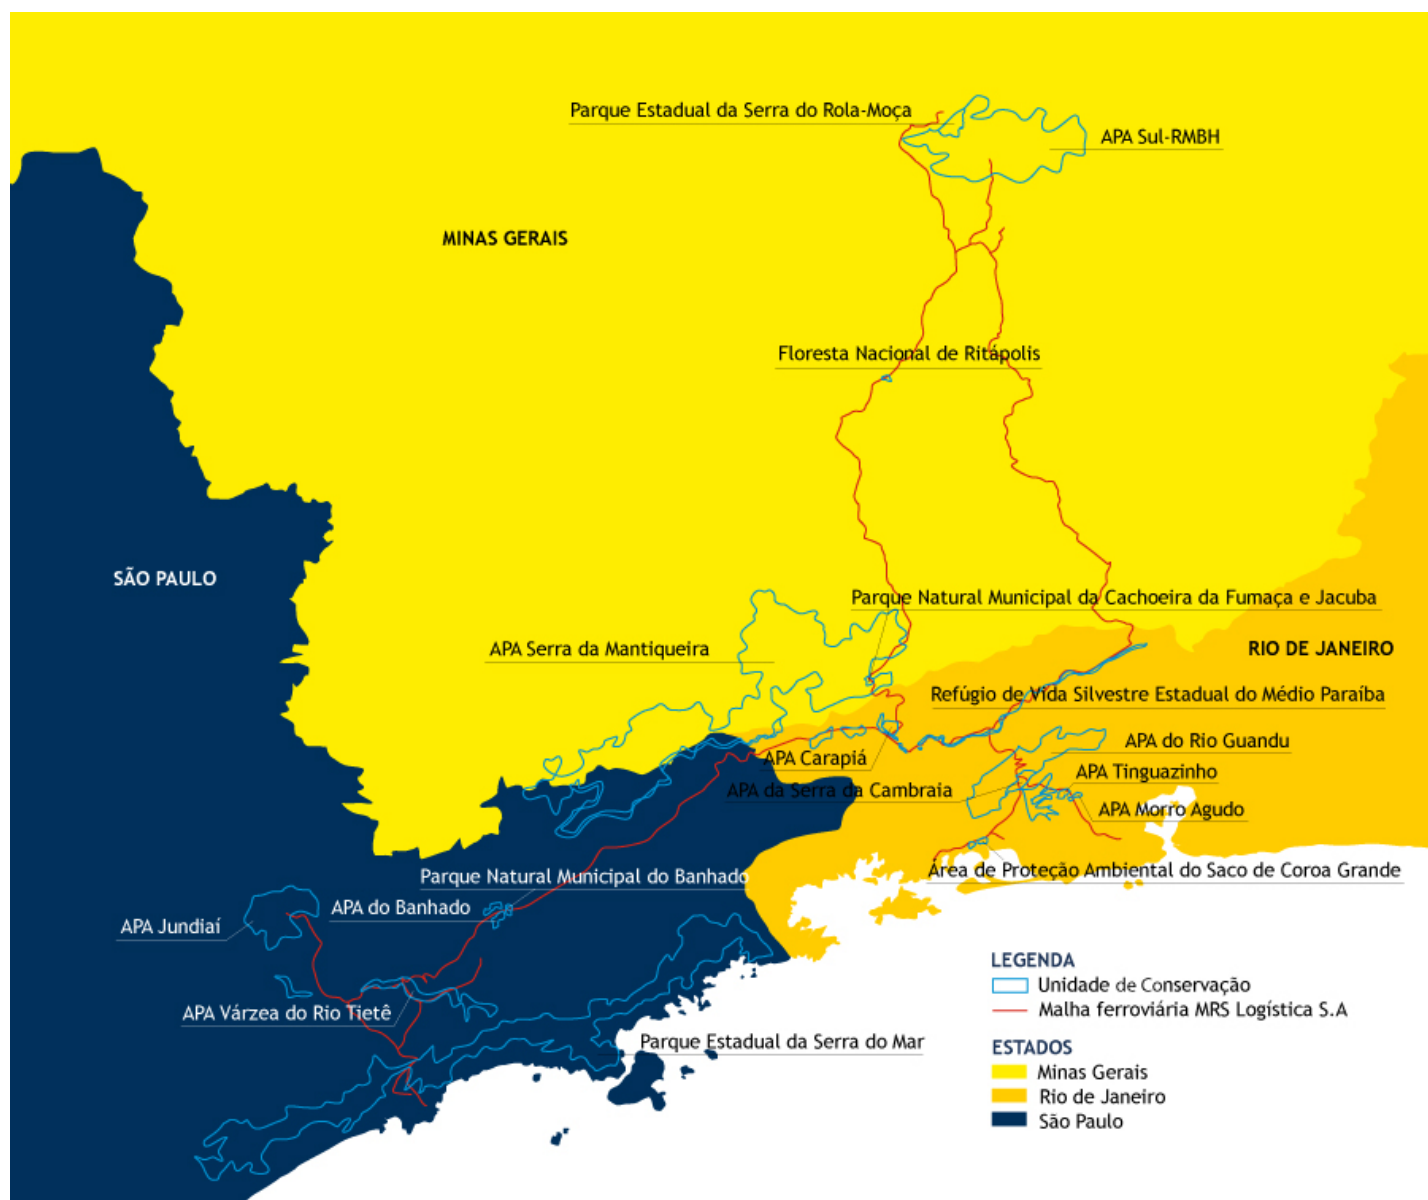 Parque Estadual da Serra do Rola-Moça
APA Sul-RMBH
MINAS GERAIS
Floresta Nacional de Ritápolis
SÃO PAULO
Parque Natural Municipal da Cachoeira da Fumaça e Jacuba
APA Serra da Mantiqueira
RIO DE JANEIRO
Refúgio de Vida Silvestre Estadual do Médio Paraíba
APA do Rio Guandu
APA Carapiá
APA Tinguazinho
APA da Serra da Cambraia
APA Morro Agudo
Área de Proteção Ambiental do Saco de Coroa Grande
Parque Natural Municipal do Banhado
APA do Banhado
APA Jundiaí
APA Várzea do Rio Tietê
Parque Estadual da Serra do Mar
LEGENDA
Unidade de Conservação
Malha ferroviária MRS Logística S.A
ESTADOS
Minas Gerais
Rio de Janeiro
São Paulo